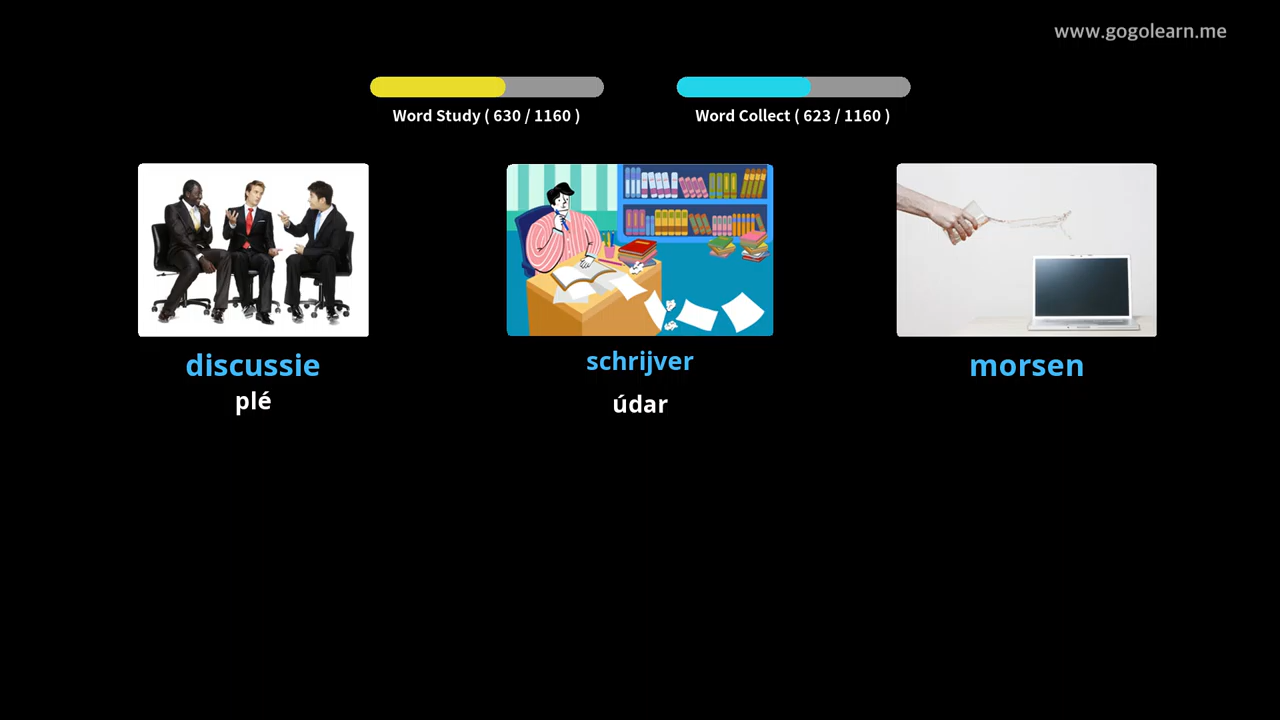 www.gogolearn.me
Word Study ( 630 / 1160 )
Word Collect ( 623 / 1160 )
discussie
schrijver
morsen
plé
údar